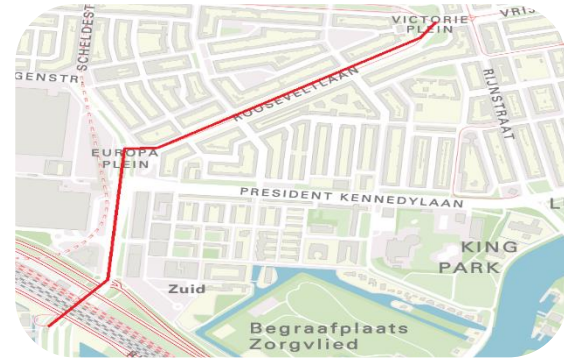 VICTORIE
PLEIN
VRIJ
SCHELDEST
GENSTR
ROOSEVELTLAAN
RIJNSTRAAT
EUROPA
PLEIN
PRESIDENT KENNEDYLAAN
L
KING
PARK
Zuid
Begraafplaats
Zorgvlied